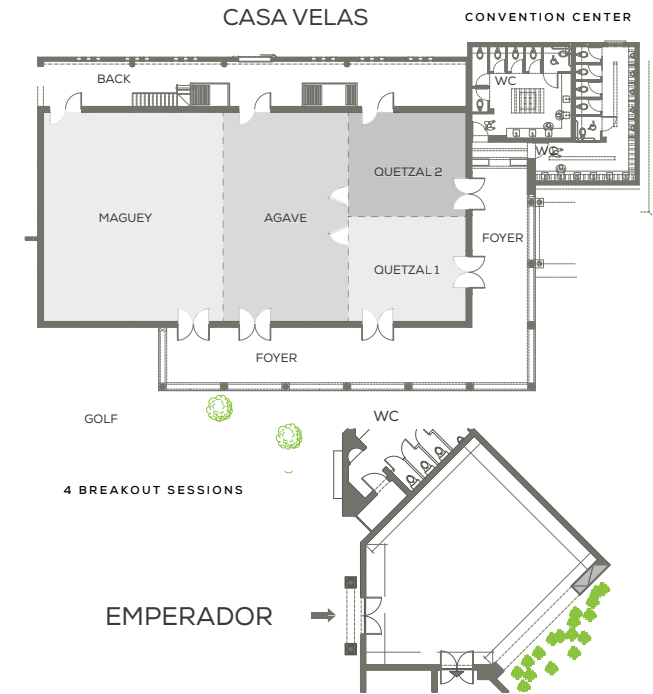 CASA VELAS
CONVENTION CENTER
BACK
WC
WC
MAGUEY
AGAVE
QUETZAL 2
QUETZAL 1
FOYER
FOYER
GOLF
WC
4 BREAKOUT SESSIONS
EMPERADOR